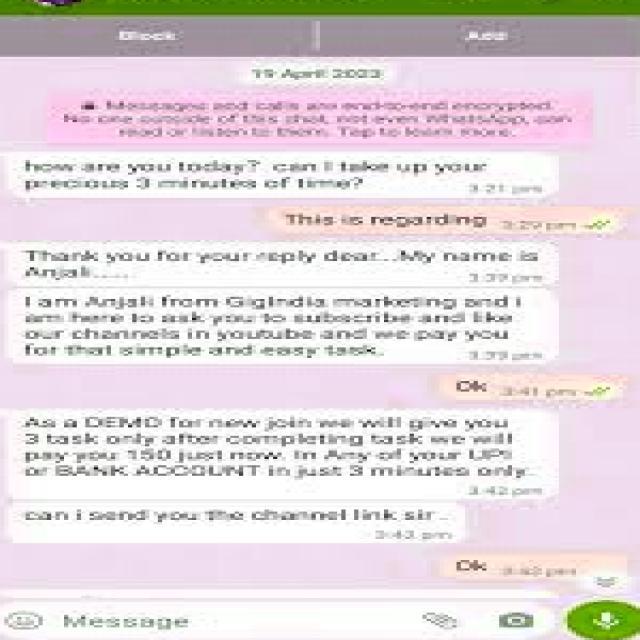 Block
Add
19 April 2023
Messages and calls are end-to-end encrypted.
No one outside of this chat, not even WhatsApp, can
read or listen to them. Tap to learn more.
how are you today? can I take up your
precious 3 minutes of time?
3:21 pm
This is regarding
3:29 pm
Thank you for your reply dear...My name is
Anjali.....
3:39 pm
I am Anjali from GigIndia marketing and i
am here to ask you to subscribe and like
our channels in youtube and we pay you
for that simple and easy task.
3:39 pm
Ok
3:41 pm
As a DEMO for new join we will give you
3 task only after completing task we will
pay you 150 just now. In Any of your UPI
or BANK ACCOUNT in just 3 minutes only.
3:42 pm
can i send you the channel link sir..
3:43 pm
Ok
Message